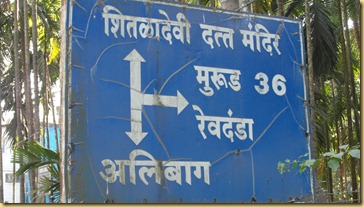 शितळादेवी दत्त मंदिर
मुरुड 36
रेवदंडा
अलिबाग